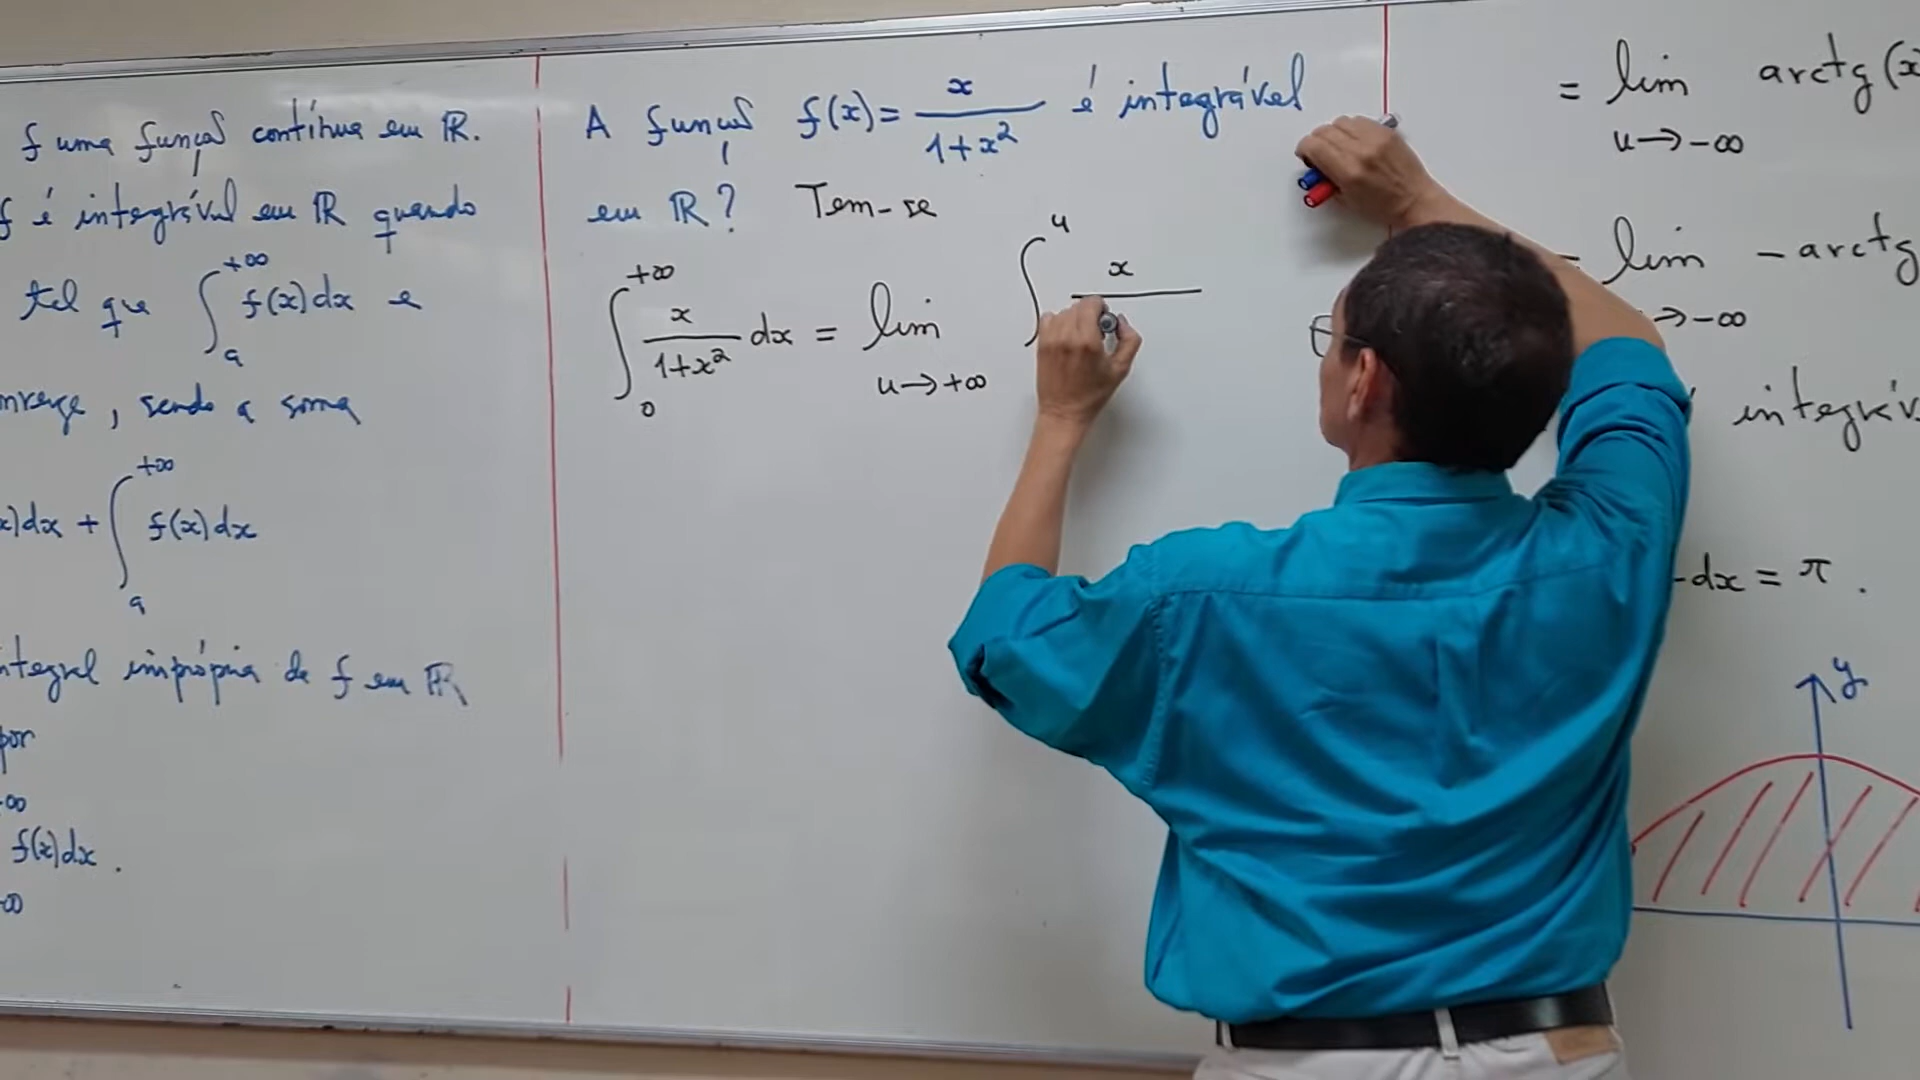 f uma função contínua em ℝ.
f é integrável em ℝ quando
tal que ∫_a^{+∞} f(x)dx e
nverge, sendo a soma
x)dx + ∫_a^{+∞} f(x)dx
ntegral imprópria de f em ℝ
por
∞
f(x)dx.
∞
A função f(x) = x/(1+x²) é integrável
em ℝ? Tem-se
∫_0^{+∞} x/(1+x²) dx = lim_{u→+∞} ∫^u x
= lim_{u→-∞} arctg(x
= lim_{→-∞} -arctg
integráv
dx = π.
y